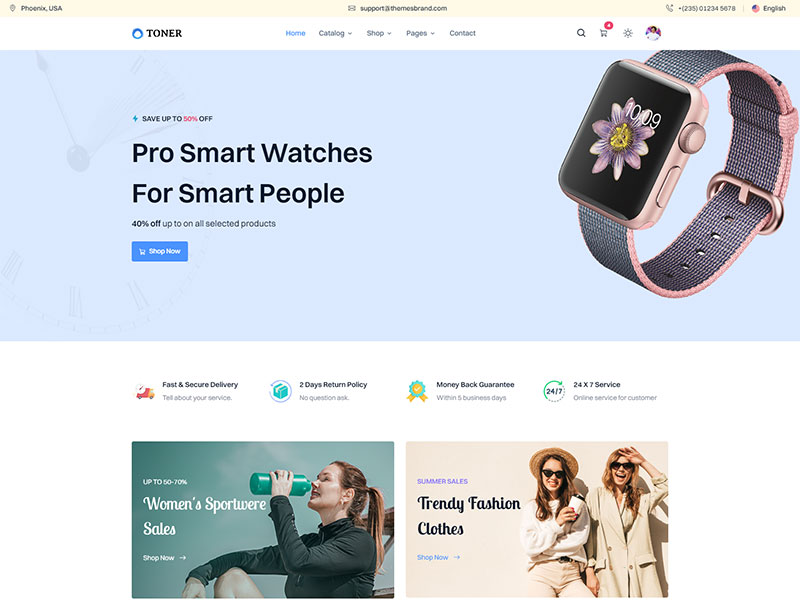 Phoenix, USA
support@themesbrand.com
+(235) 01234 5678
English
TONER
Home
Catalog
Shop
Pages
Contact
4
SAVE UP TO 50% OFF
Pro Smart Watches
For Smart People
40% off up to on all selected products
Shop Now
10:09
Fast & Secure Delivery
Tell about your service.
2 Days Return Policy
No question ask.
Money Back Guarantee
Within 5 business days
24/7
24 X 7 Service
Online service for customer
UP TO 50-70%
Women's Sportwere
Sales
Shop Now
SUMMER SALES
Trendy Fashion
Clothes
Shop Now